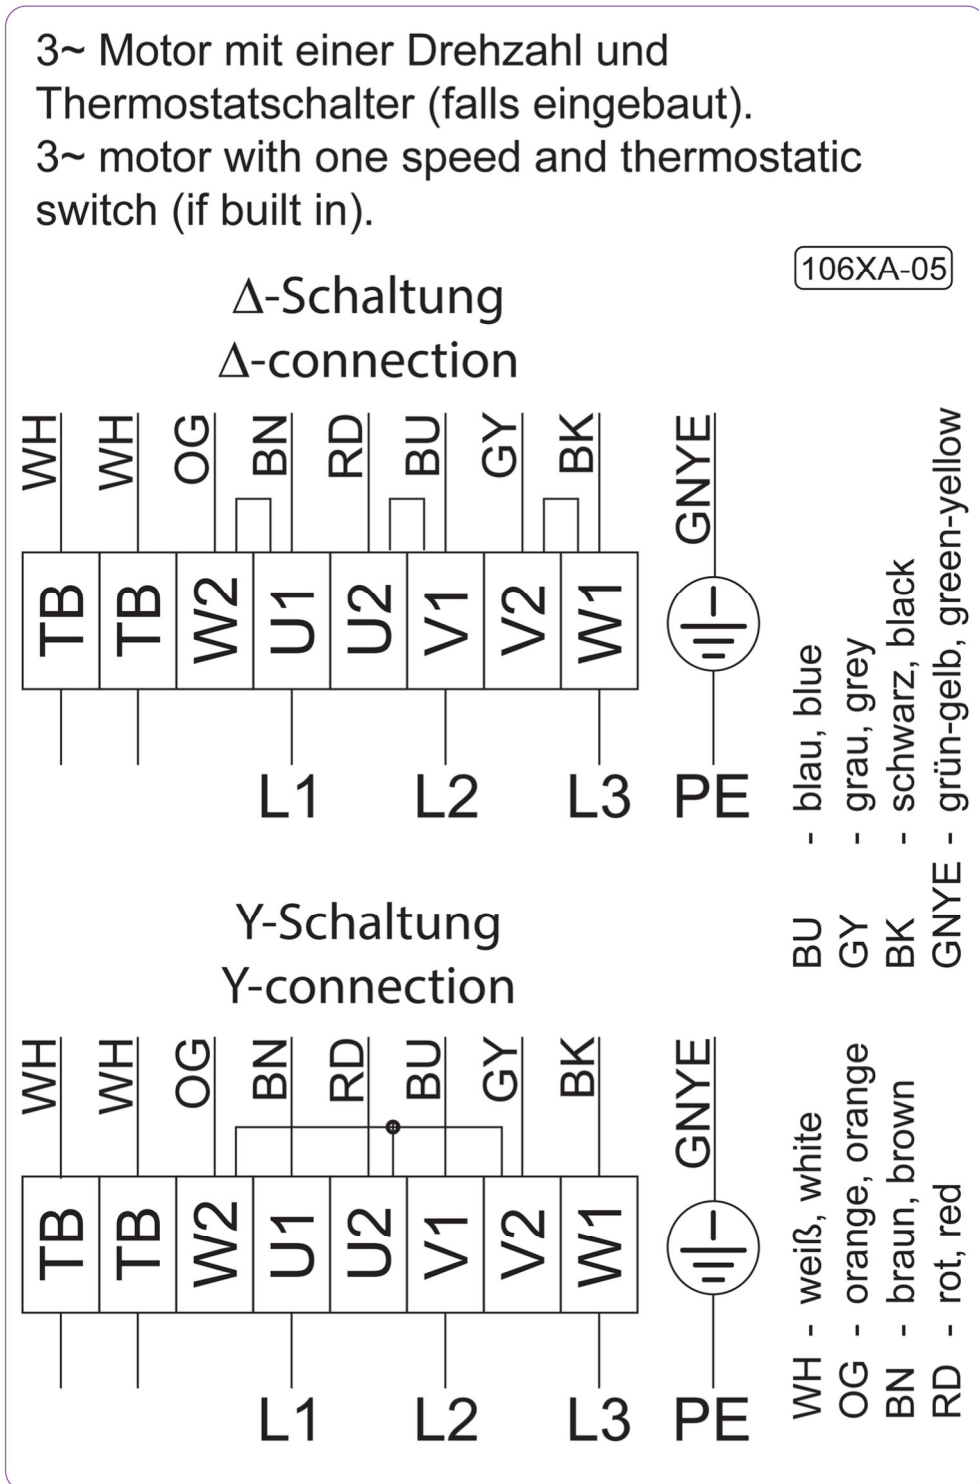 3~ Motor mit einer Drehzahl und
Thermostatschalter (falls eingebaut).
3~ motor with one speed and thermostatic
switch (if built in).
106XA-05
Δ-Schaltung
Δ-connection
WH WH OG BN RD BU GY BK GNYE
TB TB W2 U1 U2 V1 V2 W1
L1 L2 L3 PE
Y-Schaltung
Y-connection
WH WH OG BN RD BU GY BK GNYE
TB TB W2 U1 U2 V1 V2 W1
L1 L2 L3 PE
WH - weiß, white
OG - orange, orange
BN - braun, brown
RD - rot, red
BU - blau, blue
GY - grau, grey
BK - schwarz, black
GNYE - grün-gelb, green-yellow